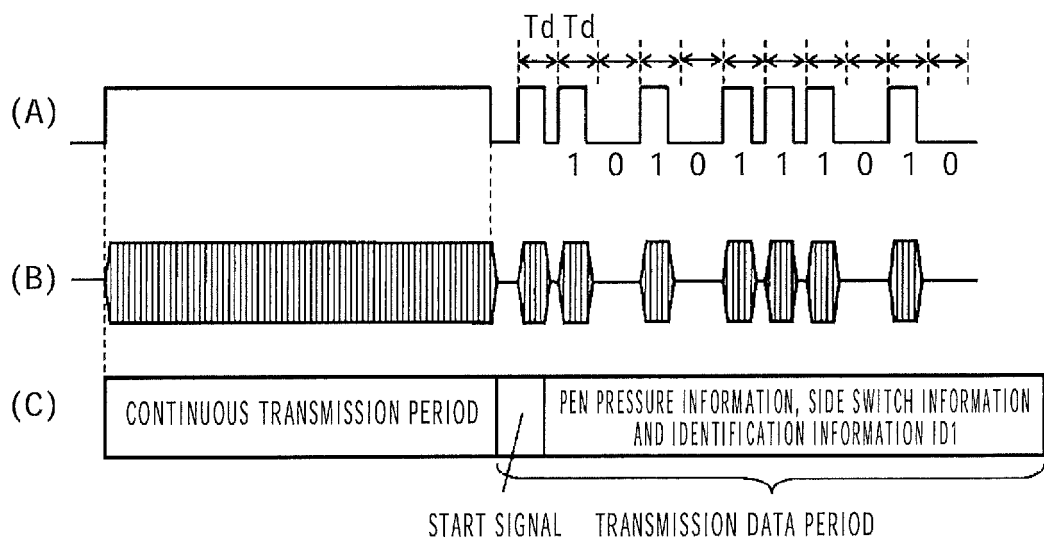 Td Td
(A)
1 0 1 0 1 1 1 0 1 0
(B)
(C)
CONTINUOUS TRANSMISSION PERIOD
PEN PRESSURE INFORMATION, SIDE SWITCH INFORMATION
AND IDENTIFICATION INFORMATION ID1
START SIGNAL
TRANSMISSION DATA PERIOD